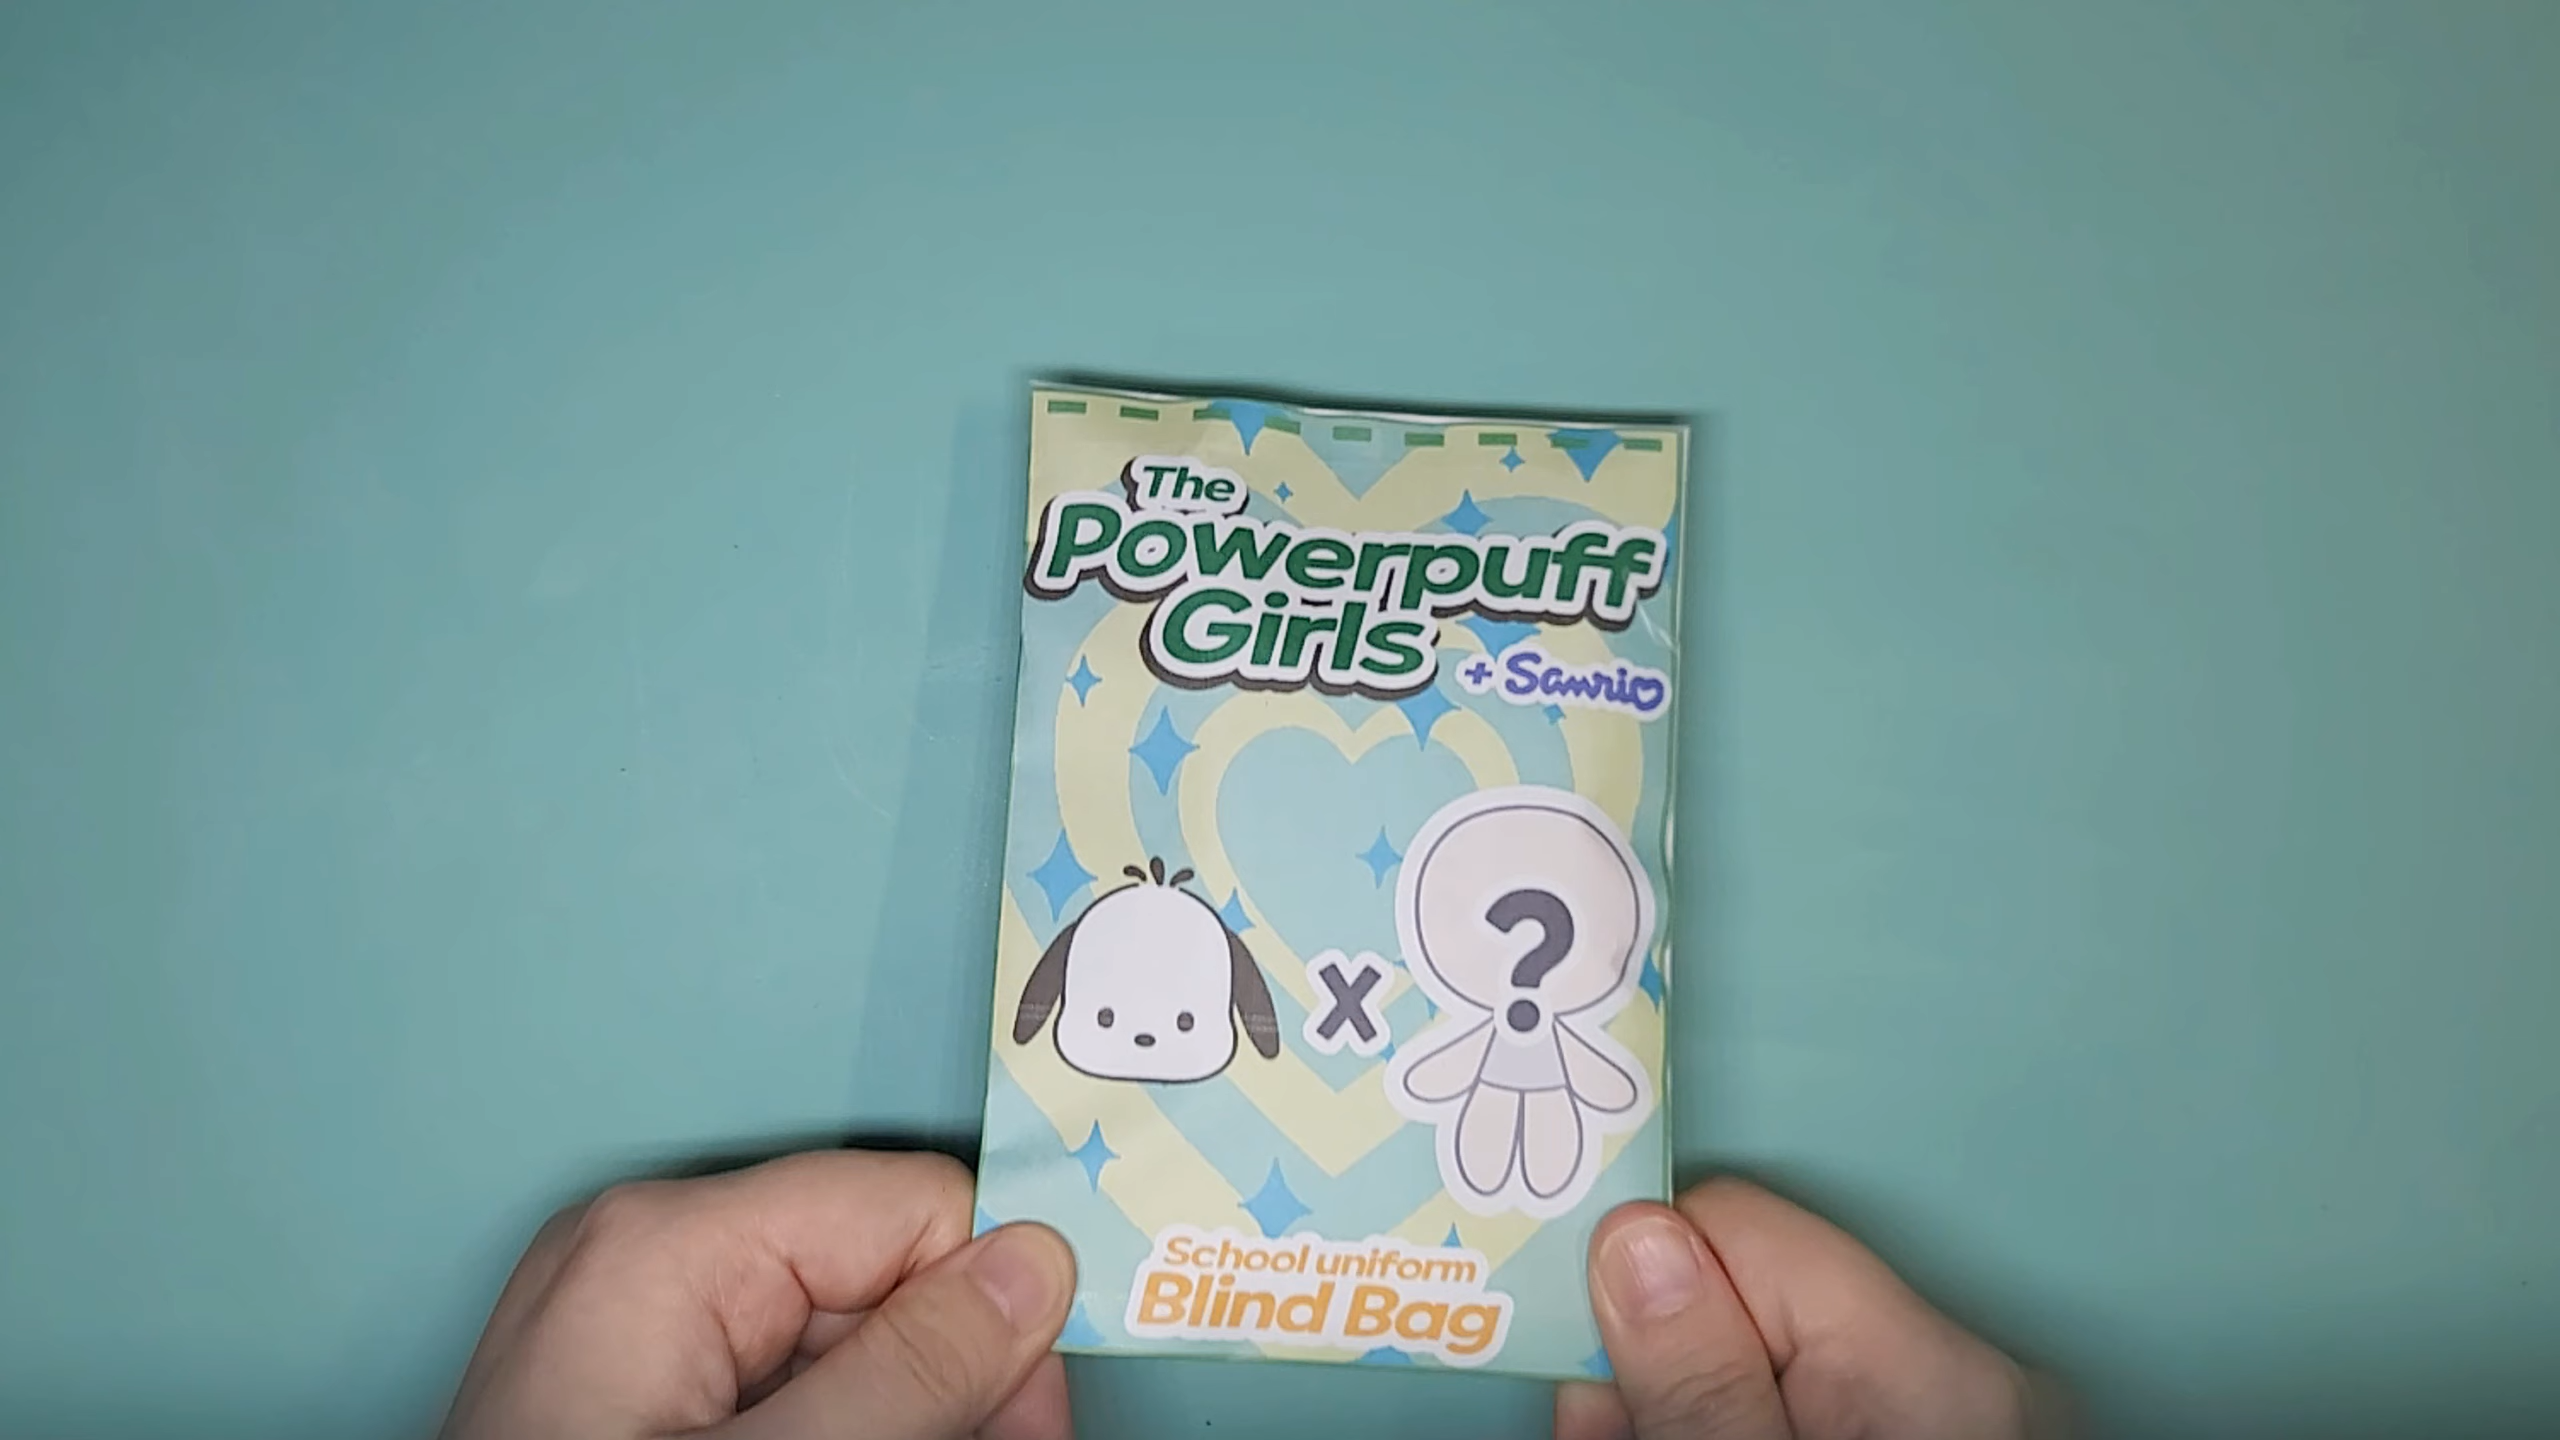 The
Powerpuff
Girls
+ Sanrio
?
x
School uniform
Blind Bag